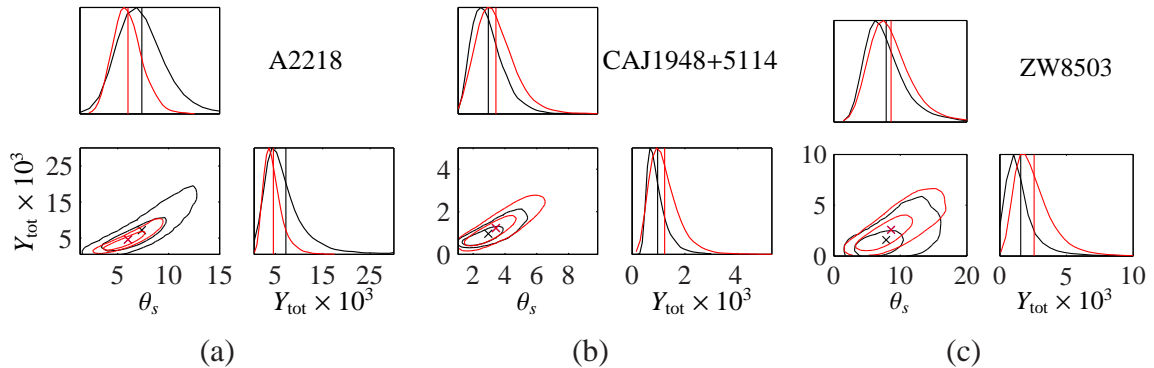 A2218
CAJ1948+5114
ZW8503
25
15
5
Y_tot × 10^3
5 10 15
θ_s
5 15 25
Y_tot × 10^3
4
2
0
2 4 6 8
θ_s
0 2 4
Y_tot × 10^3
10
5
0
0 10 20
θ_s
0 5 10
Y_tot × 10^3
(a)
(b)
(c)